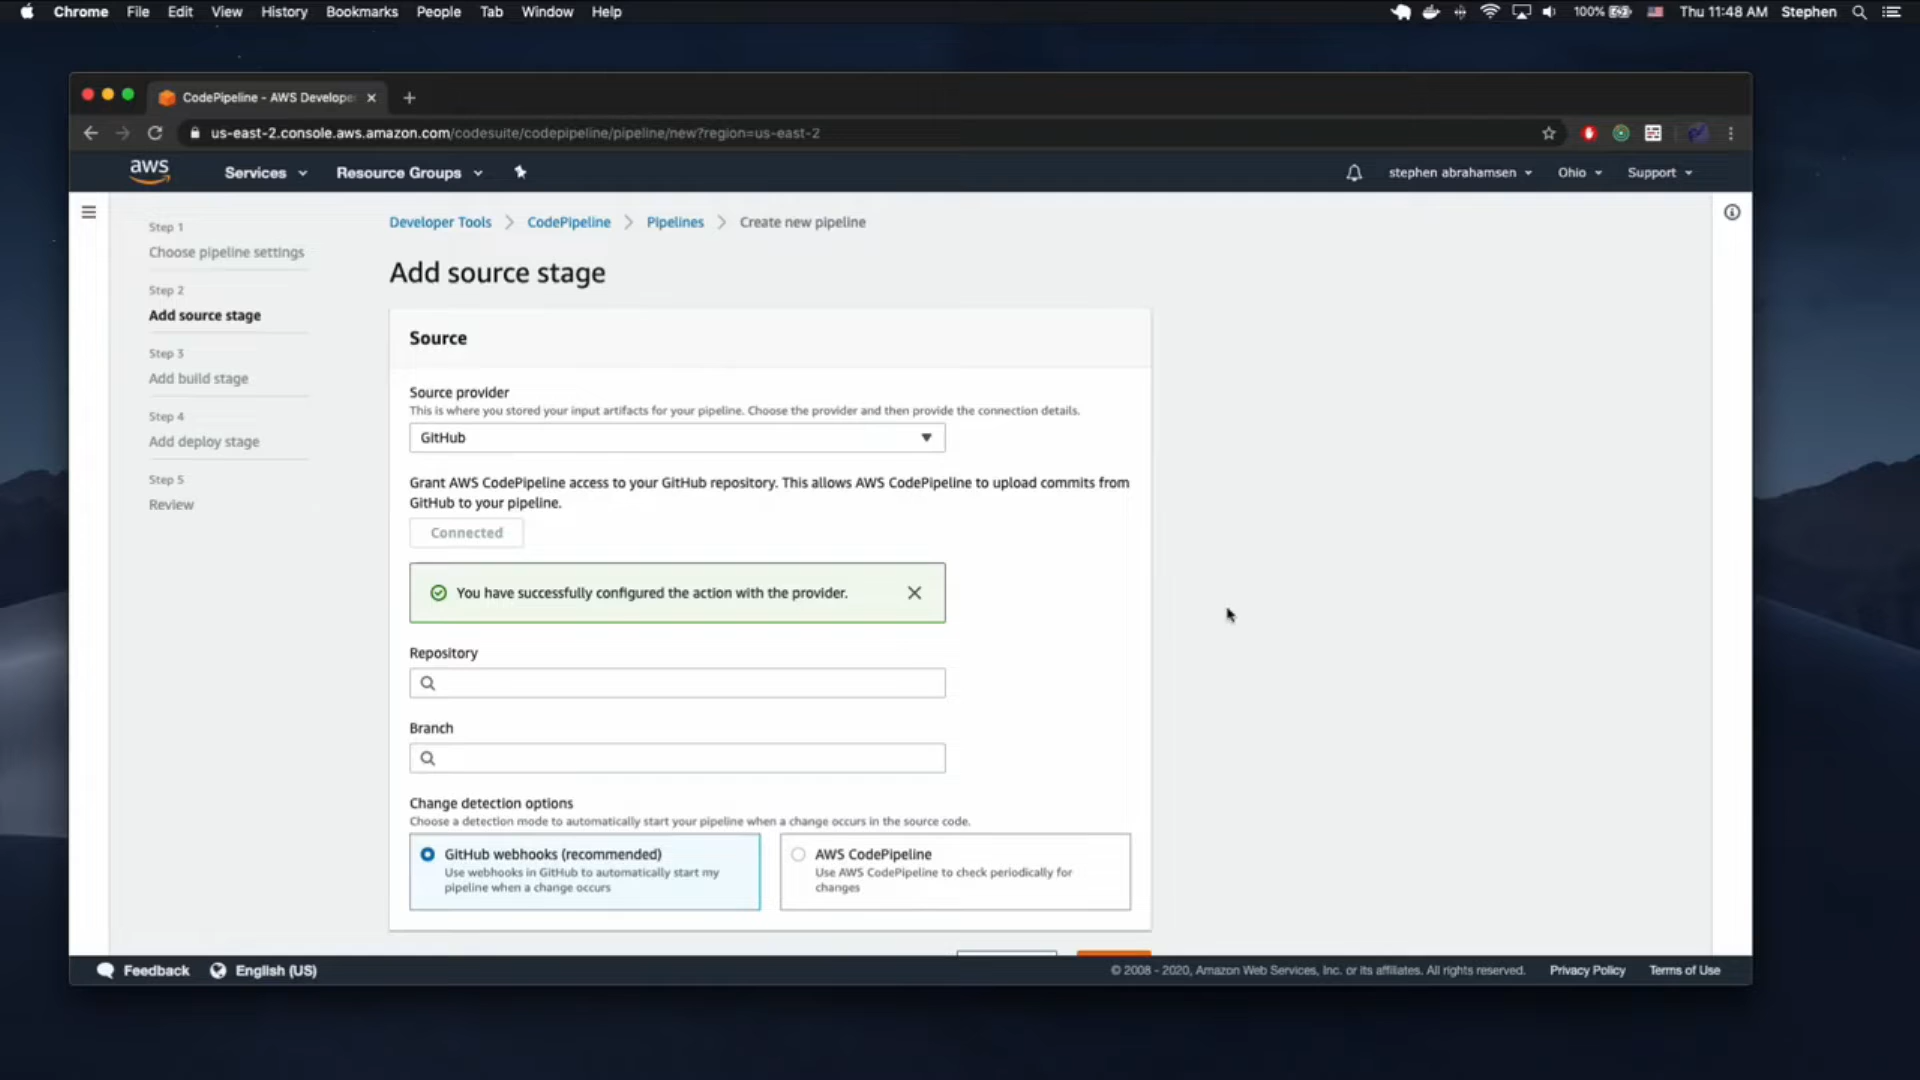 Chrome File Edit View History Bookmarks People Tab Window Help 100% Thu 11:48 AM Stephen
CodePipeline - AWS Develope
us-east-2.console.aws.amazon.com/codesuite/codepipeline/pipeline/new?region=us-east-2
aws Services Resource Groups stephen abrahamsen Ohio Support
Developer Tools CodePipeline Pipelines Create new pipeline
Step 1
Choose pipeline settings
Step 2
Add source stage
Step 3
Add build stage
Step 4
Add deploy stage
Step 5
Review
Add source stage
Source
Source provider
This is where you stored your input artifacts for your pipeline. Choose the provider and then provide the connection details.
GitHub
Grant AWS CodePipeline access to your GitHub repository. This allows AWS CodePipeline to upload commits from
GitHub to your pipeline.
Connected
You have successfully configured the action with the provider.
Repository
Branch
Change detection options
Choose a detection mode to automatically start your pipeline when a change occurs in the source code.
GitHub webhooks (recommended)
Use webhooks in GitHub to automatically start my
pipeline when a change occurs
AWS CodePipeline
Use AWS CodePipeline to check periodically for
changes
Feedback English (US) © 2008 - 2020, Amazon Web Services, Inc. or its affiliates. All rights reserved. Privacy Policy Terms of Use